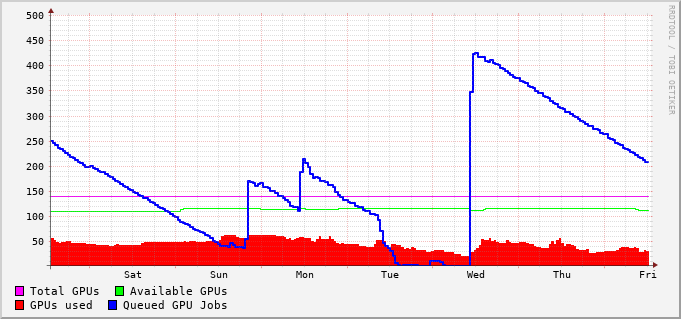 500
450
400
350
300
250
200
150
100
50
Sat Sun Mon Tue Wed Thu Fri
Total GPUs Available GPUs
GPUs used Queued GPU Jobs
RRDTOOL / TOBI OETIKER